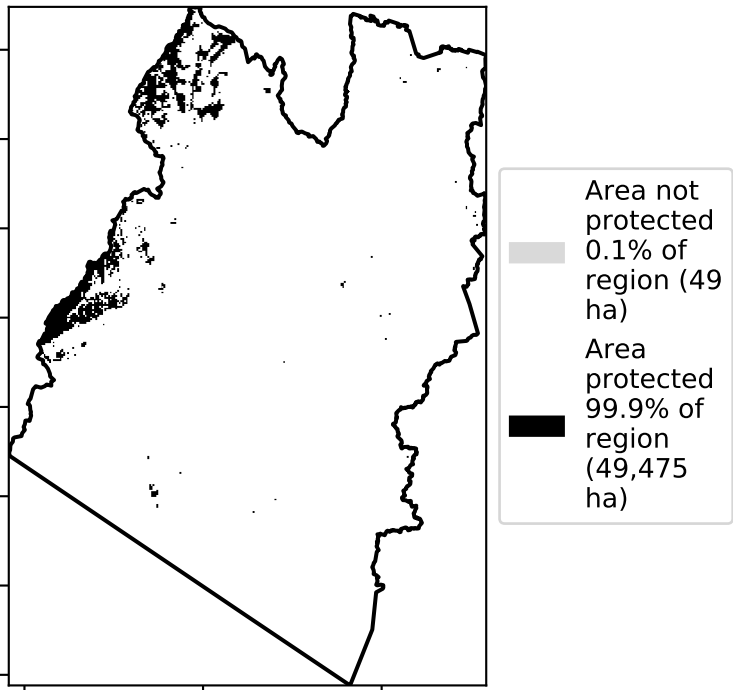 Area not
protected
0.1% of
region (49
ha)
Area
protected
99.9% of
region
(49,475
ha)